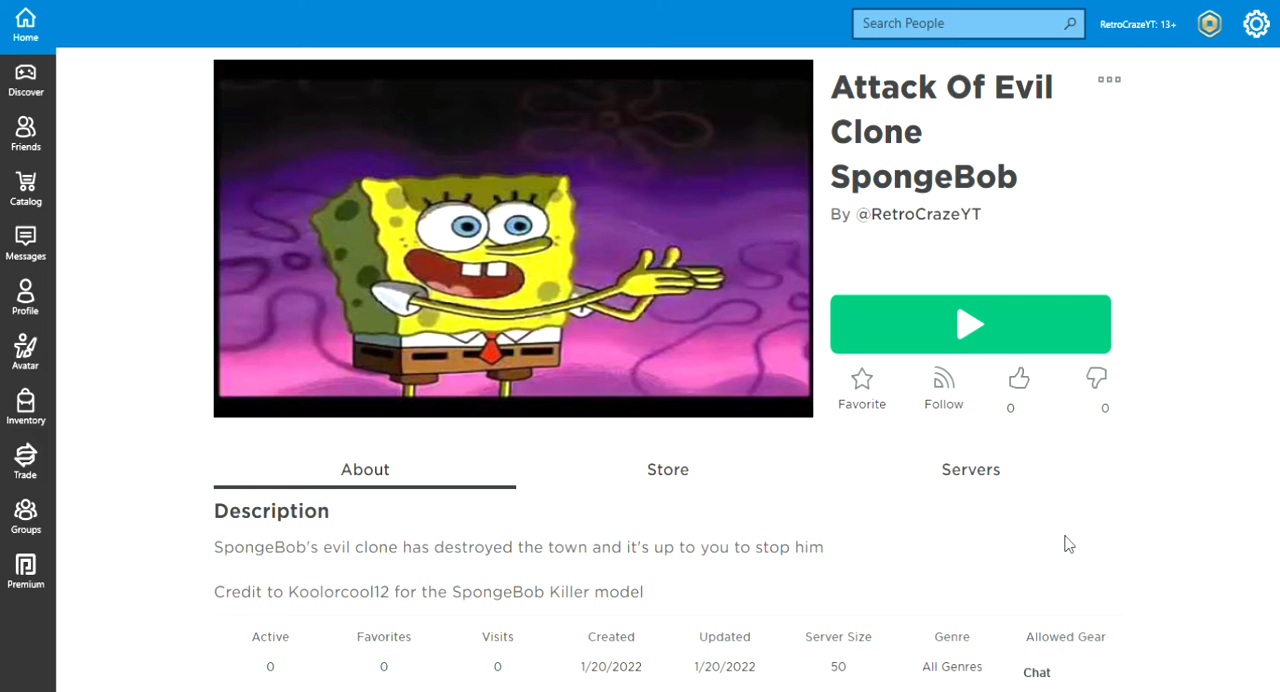 Home
Search People
RetroCrazeYT: 13+
Discover
Friends
Catalog
Messages
Profile
Avatar
Inventory
Trade
Groups
Premium
Attack Of Evil
Clone
SpongeBob
By @RetroCrazeYT
Favorite
Follow
0
0
About
Store
Servers
Description
SpongeBob's evil clone has destroyed the town and it's up to you to stop him
Credit to Koolorcool12 for the SpongeBob Killer model
Active Favorites Visits Created Updated Server Size Genre Allowed Gear
0 0 0 1/20/2022 1/20/2022 50 All Genres Chat